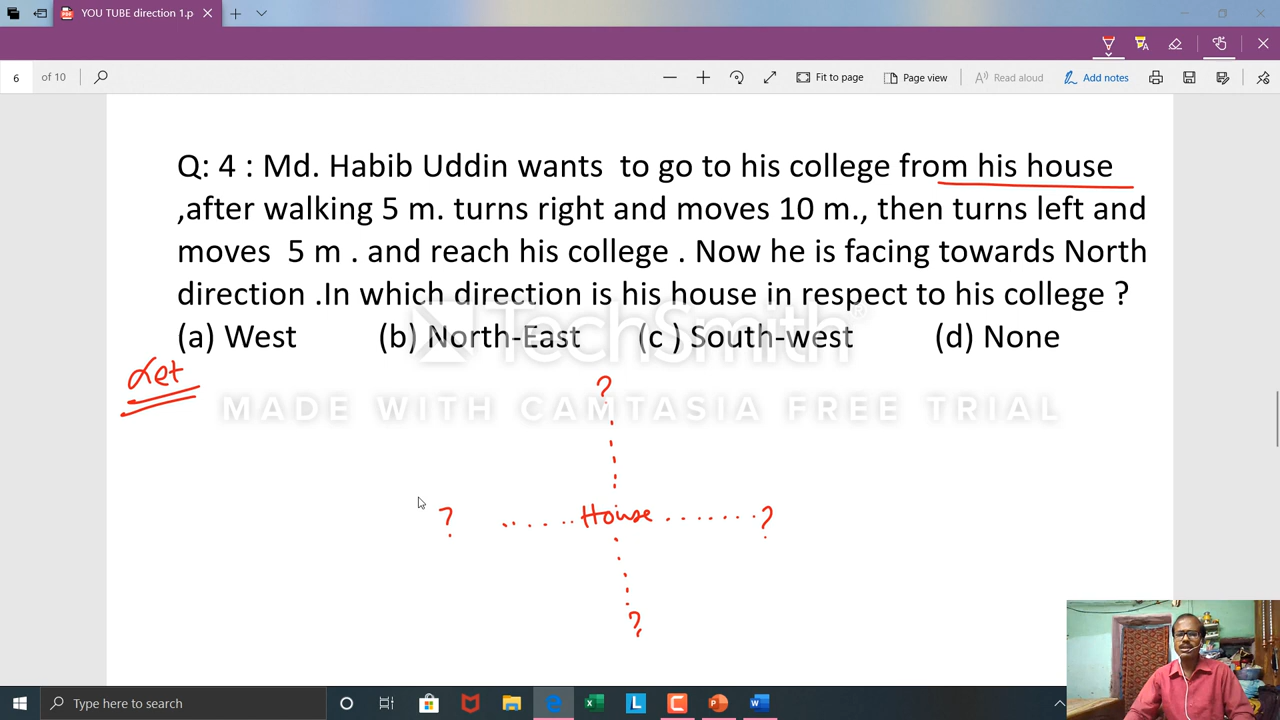 YOU TUBE direction 1.p
6 of 10
Fit to page
Page view
Read aloud
Add notes
Q: 4 : Md. Habib Uddin wants to go to his college from his house
,after walking 5 m. turns right and moves 10 m., then turns left and
moves 5 m . and reach his college . Now he is facing towards North
direction .In which direction is his house in respect to his college ?
(a) West (b) North-East (c ) South-west (d) None
TechSmith®
Let
MADE WITH CAMTASIA FREE TRIAL
?
? House ?
?
Type here to search